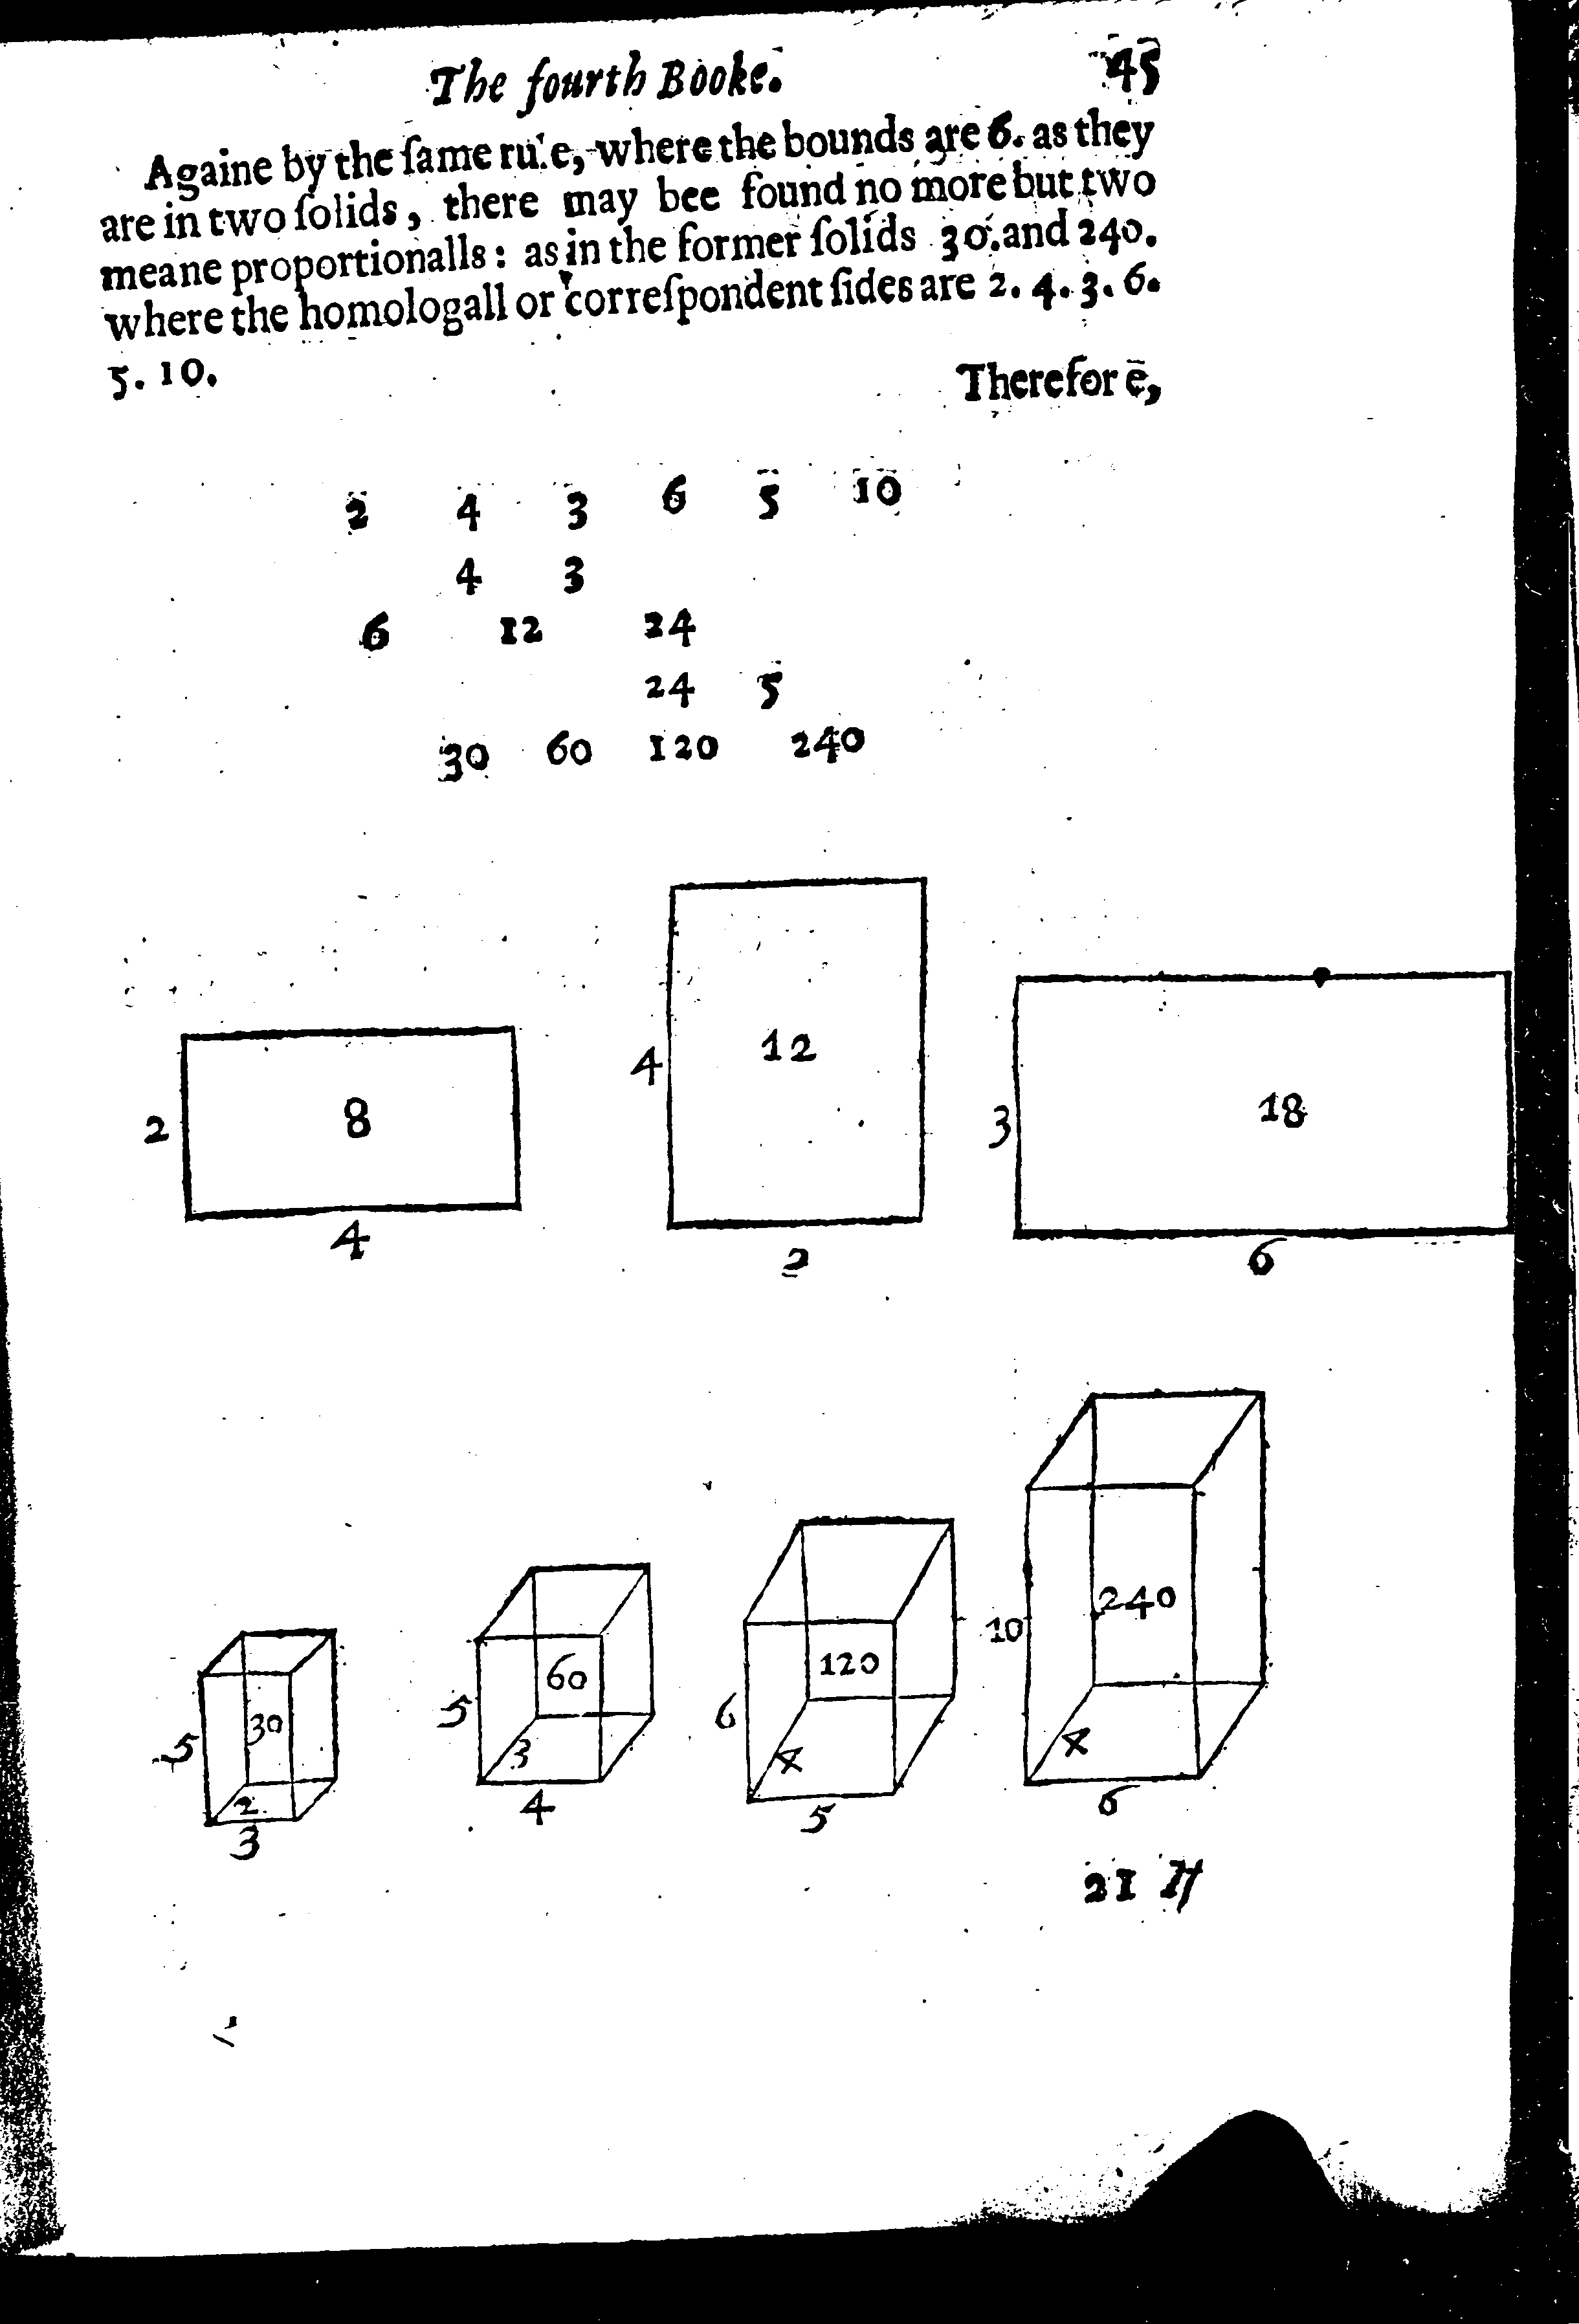 The fourth Booke. 45
Againe by the ſame rule, where the bounds are 6. as they
are in two ſolids, there may bee found no more but two
meane proportionalls: as in the former ſolids 30. and 240.
where the homologall or correſpondent ſides are 2. 4. 3. 6.
5. 10. Therefore,
2 4 3 6 5 10
4 3
6 12 24
24 5
30 60 120 240
2 8 4
4 12 3
3 18 6
5 30 2 3
5 60 3 4
6 120 4 5
10 240 4 6
21 H